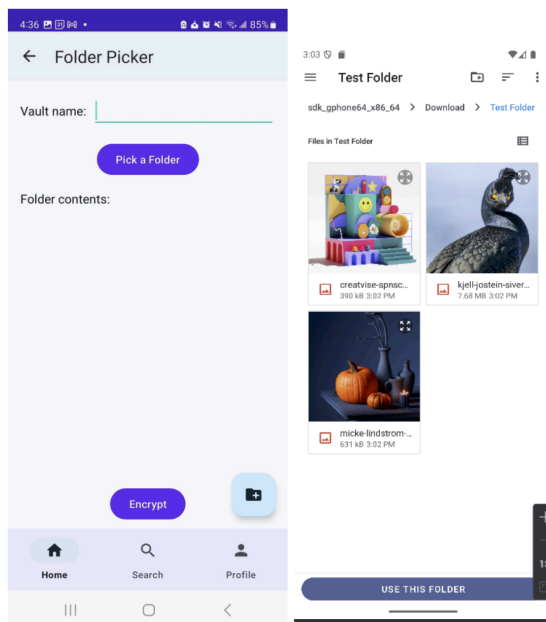 4:36 31 M • 85%
Folder Picker
Vault name:
Pick a Folder
Folder contents:
Encrypt
Home Search Profile
3:03
Test Folder
sdk_gphone64_x86_64 > Download > Test Folder
Files in Test Folder
creatvise-spnsc...
390 kB 3:02 PM
kjell-jostein-siver...
7.68 MB 3:02 PM
micke-lindstrom-...
631 kB 3:02 PM
USE THIS FOLDER